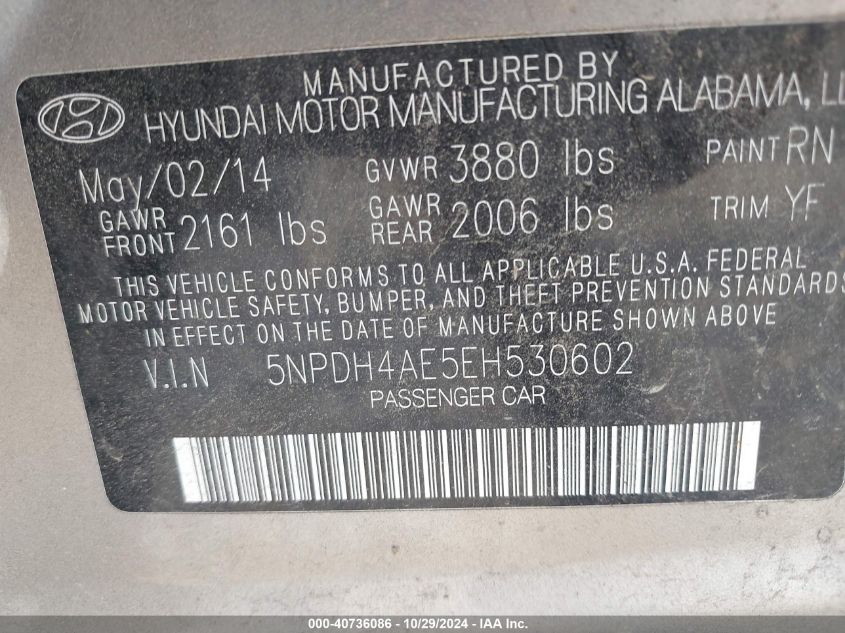 MANUFACTURED BY
HYUNDAI MOTOR MANUFACTURING ALABAMA,
May/02/14 GVWR 3880 lbs PAINT RN
GAWR FRONT 2161 lbs GAWR REAR 2006 lbs TRIM YF
THIS VEHICLE CONFORMS TO ALL APPLICABLE U.S.A. FEDERAL
MOTOR VEHICLE SAFETY, BUMPER, AND THEFT PREVENTION STANDARDS
IN EFFECT ON THE DATE OF MANUFACTURE SHOWN ABOVE
V.I.N 5NPDH4AE5EH530602
PASSENGER CAR
000-40736086 - 10/29/2024 - IAA Inc.